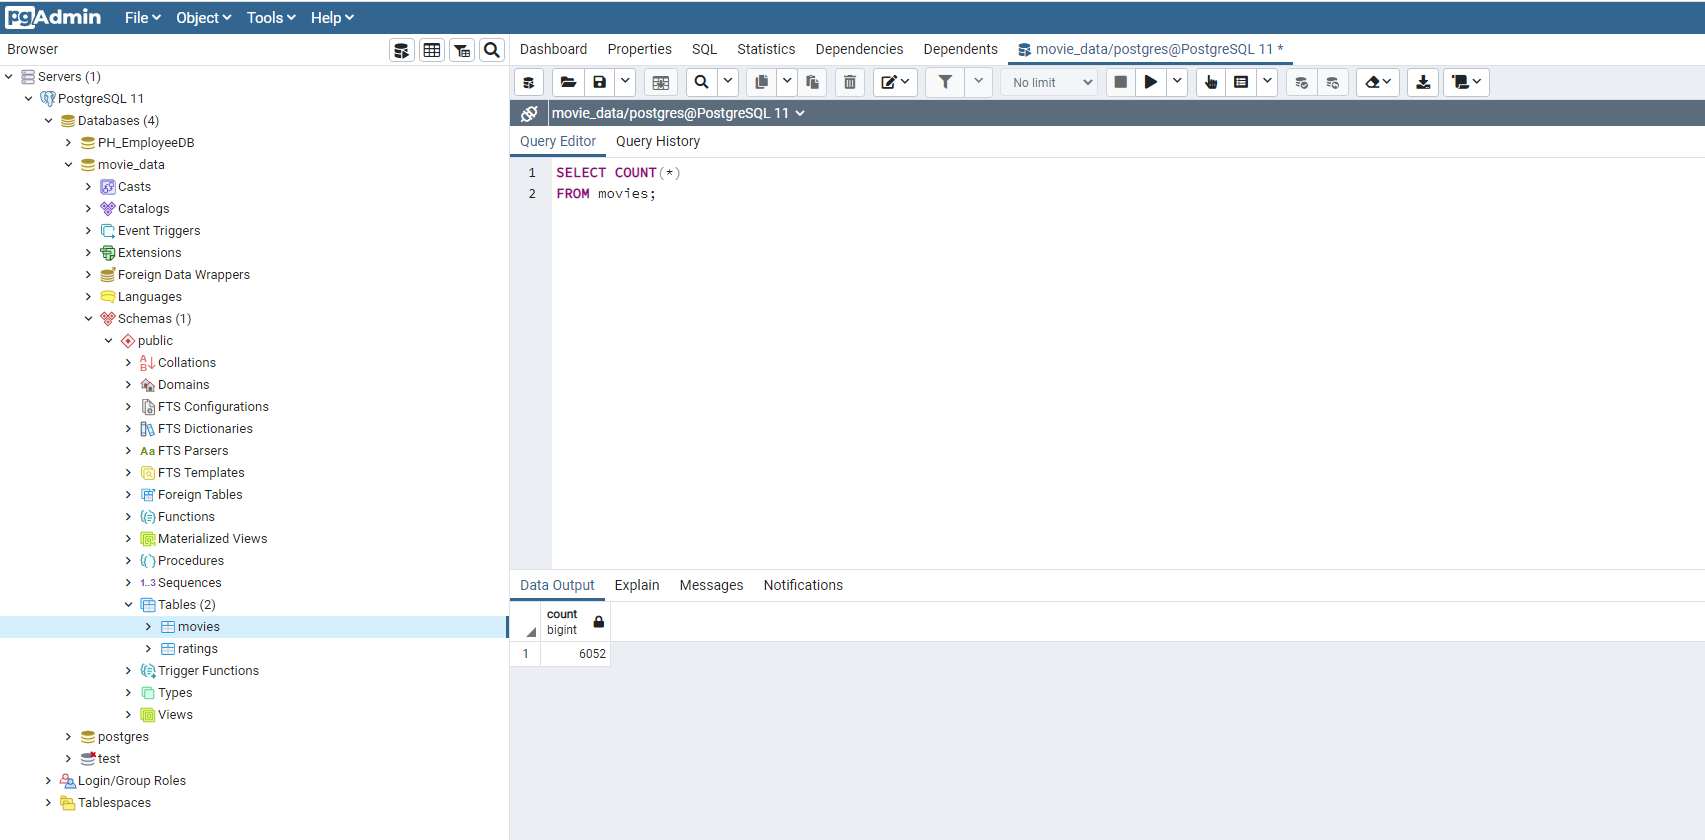 pgAdmin File Object Tools Help
Browser
Dashboard Properties SQL Statistics Dependencies Dependents movie_data/postgres@PostgreSQL 11 *
No limit
movie_data/postgres@PostgreSQL 11
Query Editor Query History
1 SELECT COUNT(*)
2 FROM movies;
Servers (1)
PostgreSQL 11
Databases (4)
PH_EmployeeDB
movie_data
Casts
Catalogs
Event Triggers
Extensions
Foreign Data Wrappers
Languages
Schemas (1)
public
Collations
Domains
FTS Configurations
FTS Dictionaries
Aa FTS Parsers
FTS Templates
Foreign Tables
Functions
Materialized Views
Procedures
1..3 Sequences
Tables (2)
movies
ratings
Trigger Functions
Types
Views
postgres
test
Login/Group Roles
Tablespaces
Data Output Explain Messages Notifications
count
bigint
1 6052